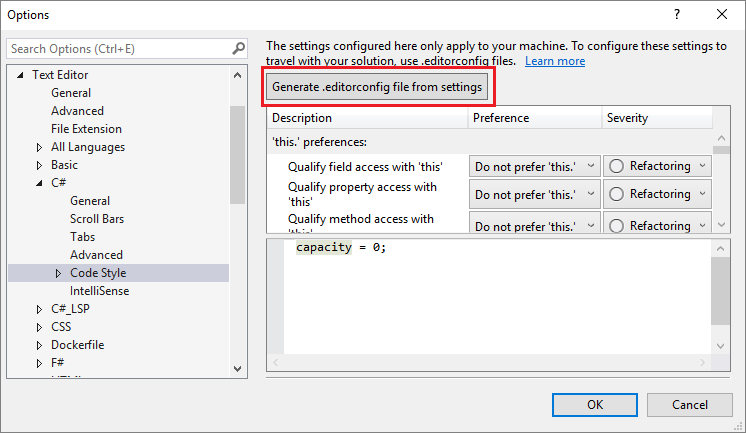 Options
Search Options (Ctrl+E)
Text Editor
General
Advanced
File Extension
All Languages
Basic
C#
General
Scroll Bars
Tabs
Advanced
Code Style
IntelliSense
C#_LSP
CSS
Dockerfile
F#
The settings configured here only apply to your machine. To configure these settings to
travel with your solution, use .editorconfig files. Learn more
Generate .editorconfig file from settings
Description Preference Severity
'this.' preferences:
Qualify field access with 'this' Do not prefer 'this.' Refactoring
Qualify property access with
'this' Do not prefer 'this.' Refactoring
Qualify method access with
'this' Do not prefer 'this.' Refactoring
capacity = 0;
OK Cancel